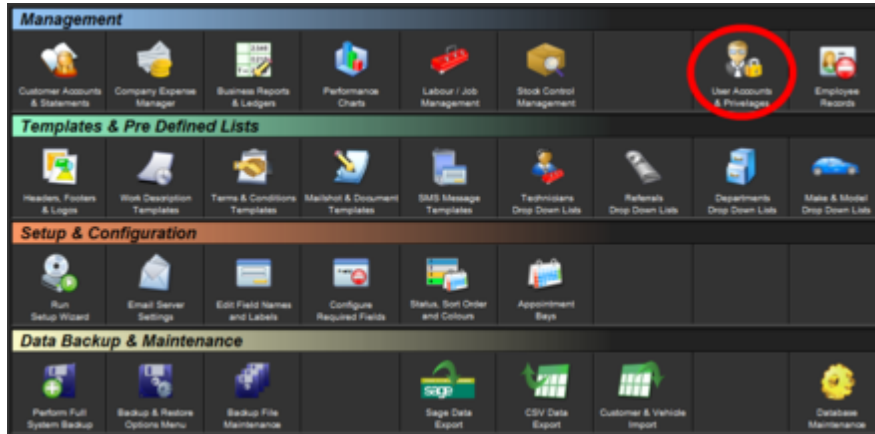 Management
Customer Accounts
& Statements
Company Expense
Manager
Business Reports
& Ledgers
Performance
Charts
Labour / Job
Management
Stock Control
Management
User Accounts
& Privelages
Employee
Records
Templates & Pre Defined Lists
Headers, Footers
& Logos
Work Description
Templates
Terms & Conditions
Templates
Mailshot & Document
Templates
SMS Message
Templates
Technicians
Drop Down Lists
Referrals
Drop Down Lists
Departments
Drop Down Lists
Make & Model
Drop Down Lists
Setup & Configuration
Run
Setup Wizard
Email Server
Settings
Edit Field Names
and Labels
Configure
Required Fields
Status, Sort Order
and Colours
Appointment
Bays
Data Backup & Maintenance
Perform Full
System Backup
Backup & Restore
Options Menu
Backup File
Maintenance
sage
Sage Data
Export
CSV Data
Export
Customer & Vehicle
Import
Database
Maintenance